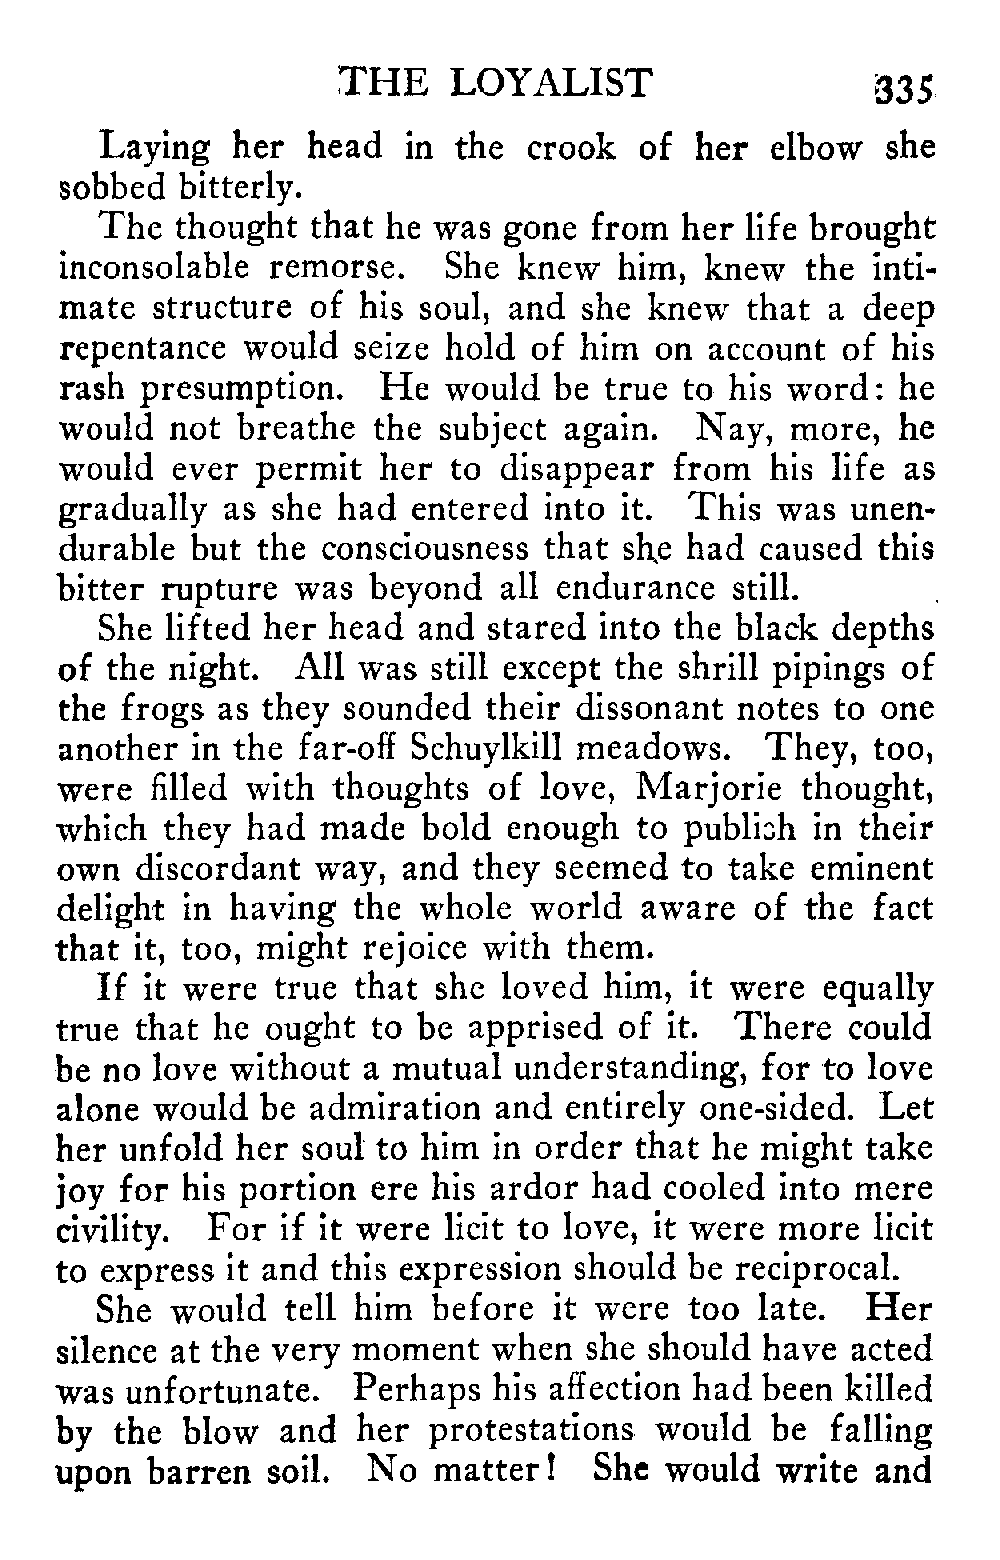 THE LOYALIST 335
Laying her head in the crook of her elbow she
sobbed bitterly.
The thought that he was gone from her life brought
inconsolable remorse. She knew him, knew the inti-
mate structure of his soul, and she knew that a deep
repentance would seize hold of him on account of his
rash presumption. He would be true to his word: he
would not breathe the subject again. Nay, more, he
would ever permit her to disappear from his life as
gradually as she had entered into it. This was unen-
durable but the consciousness that she had caused this
bitter rupture was beyond all endurance still.
She lifted her head and stared into the black depths
of the night. All was still except the shrill pipings of
the frogs as they sounded their dissonant notes to one
another in the far-off Schuylkill meadows. They, too,
were filled with thoughts of love, Marjorie thought,
which they had made bold enough to publish in their
own discordant way, and they seemed to take eminent
delight in having the whole world aware of the fact
that it, too, might rejoice with them.
If it were true that she loved him, it were equally
true that he ought to be apprised of it. There could
be no love without a mutual understanding, for to love
alone would be admiration and entirely one-sided. Let
her unfold her soul to him in order that he might take
joy for his portion ere his ardor had cooled into mere
civility. For if it were licit to love, it were more licit
to express it and this expression should be reciprocal.
She would tell him before it were too late. Her
silence at the very moment when she should have acted
was unfortunate. Perhaps his affection had been killed
by the blow and her protestations would be falling
upon barren soil. No matter! She would write and